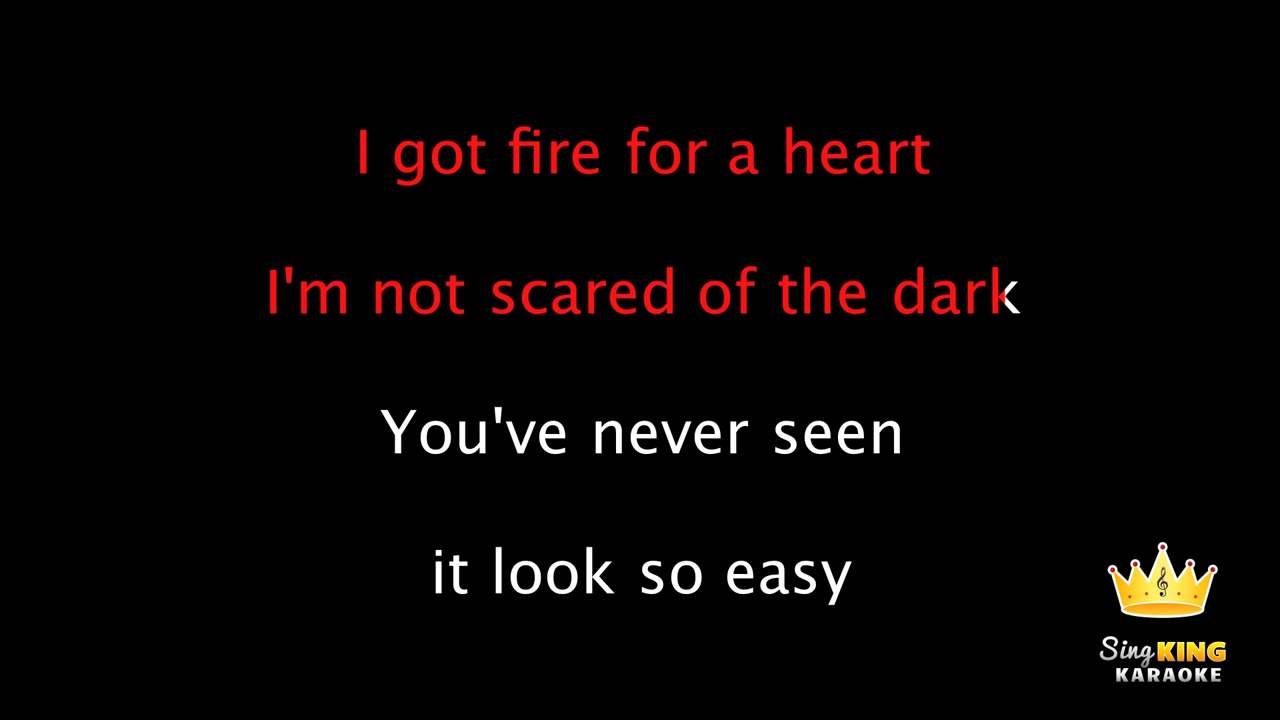 I got fire for a heart
I'm not scared of the dark
You've never seen
it look so easy
Sing KING
KARAOKE